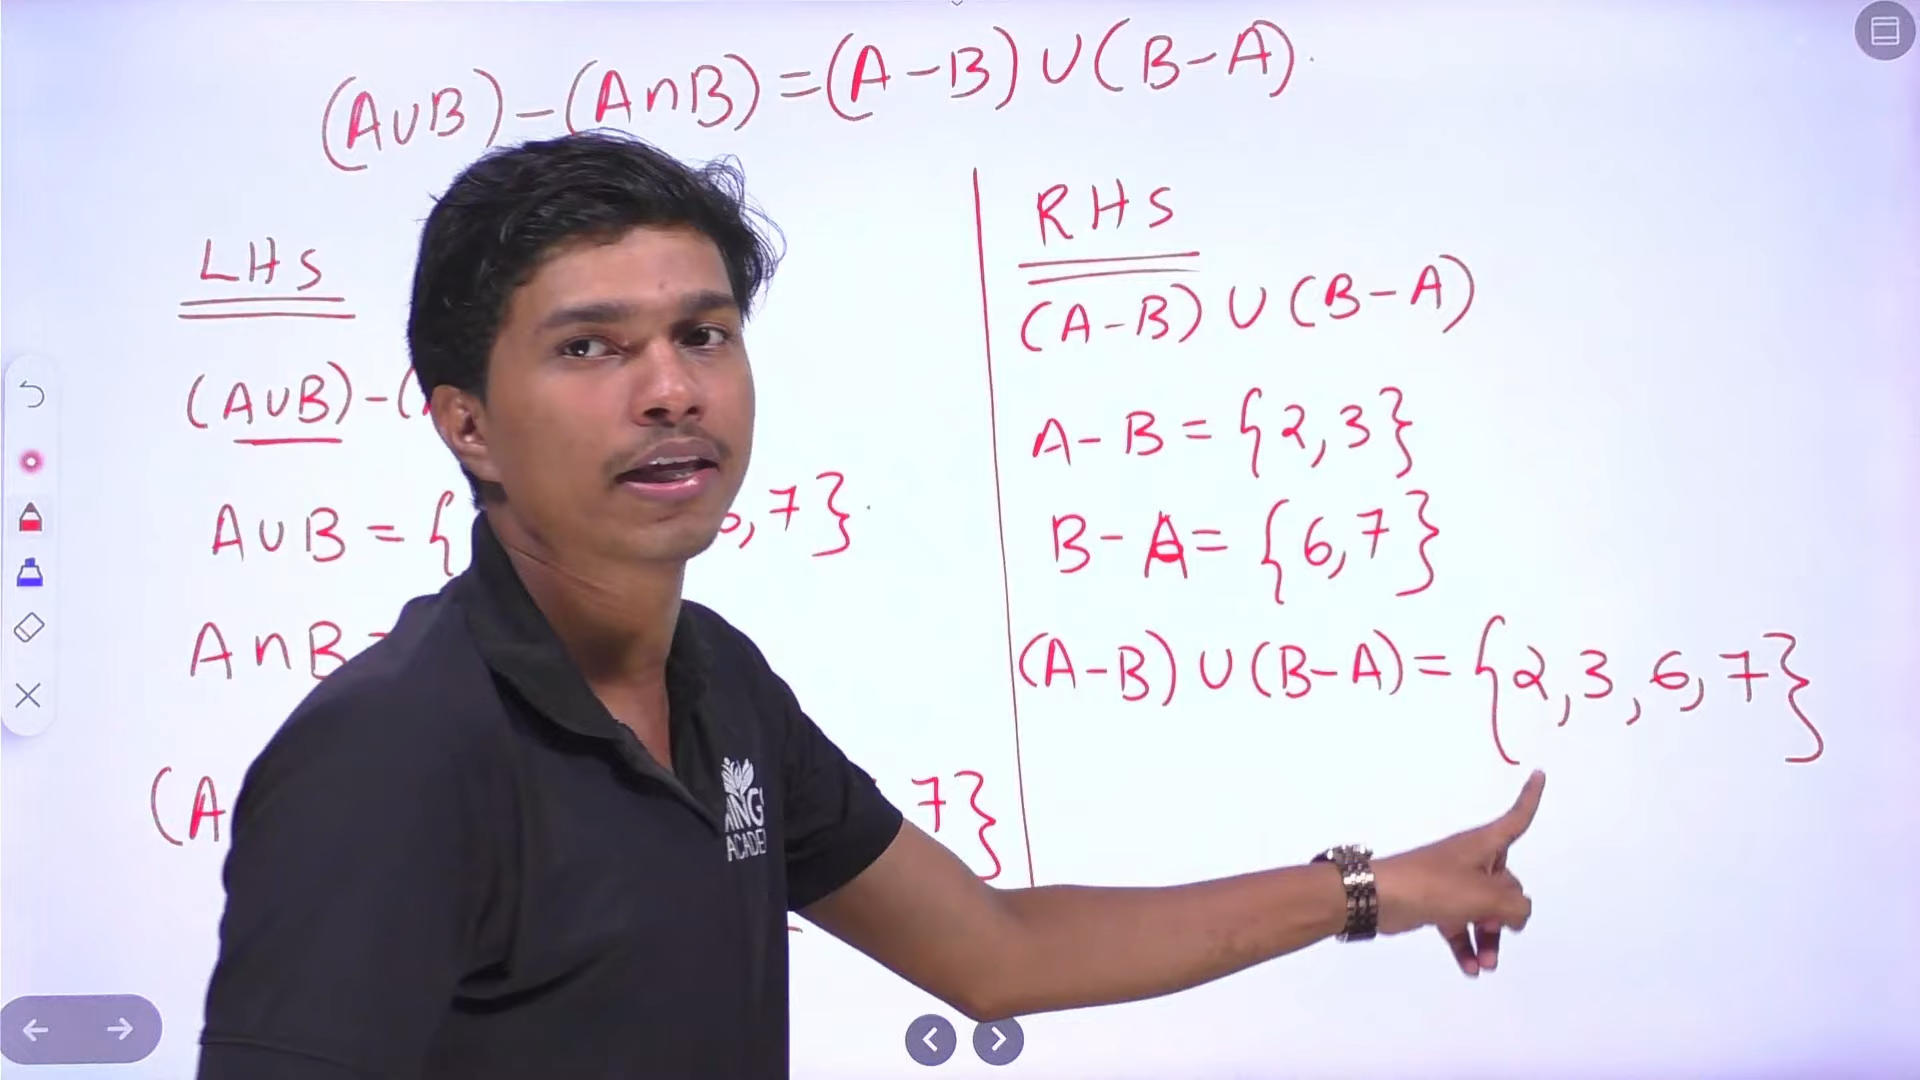 (A∪B)-(A∩B)=(A-B)∪(B-A).
LHS
(A∪B)-(
A∪B = {
,7}.
A∩B=
(A
7}
RHS
(A-B)∪(B-A)
A-B={2,3}
B-A={6,7}
(A-B)∪(B-A)={2,3,6,7}